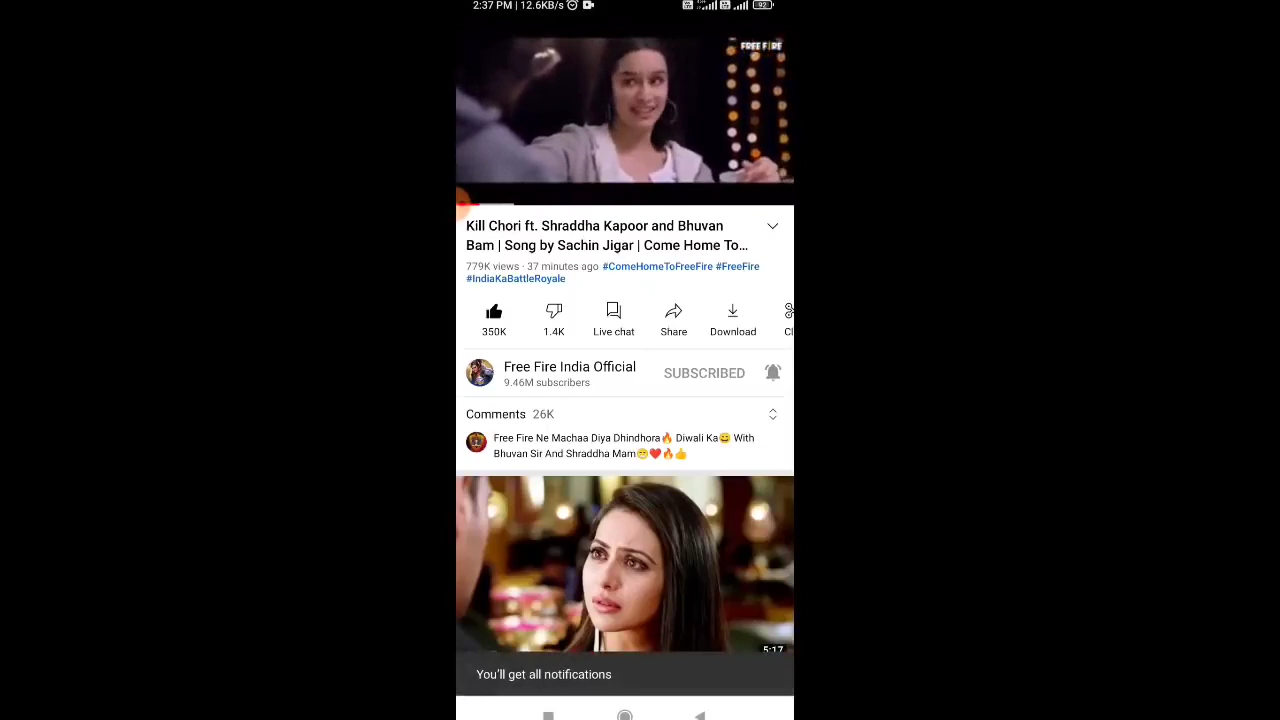 2:37 PM | 12.6KB/s
92
FREE FIRE
Kill Chori ft. Shraddha Kapoor and Bhuvan
Bam | Song by Sachin Jigar | Come Home To...
779K views · 37 minutes ago #ComeHomeToFreeFire #FreeFire
#IndiaKaBattleRoyale
350K
1.4K
Live chat
Share
Download
Cl
Free Fire India Official
9.46M subscribers
SUBSCRIBED
Comments 26K
Free Fire Ne Machaa Diya Dhindhora🔥 Diwali Ka😅 With
Bhuvan Sir And Shraddha Mam😁❤️🔥👍
5:17
You'll get all notifications